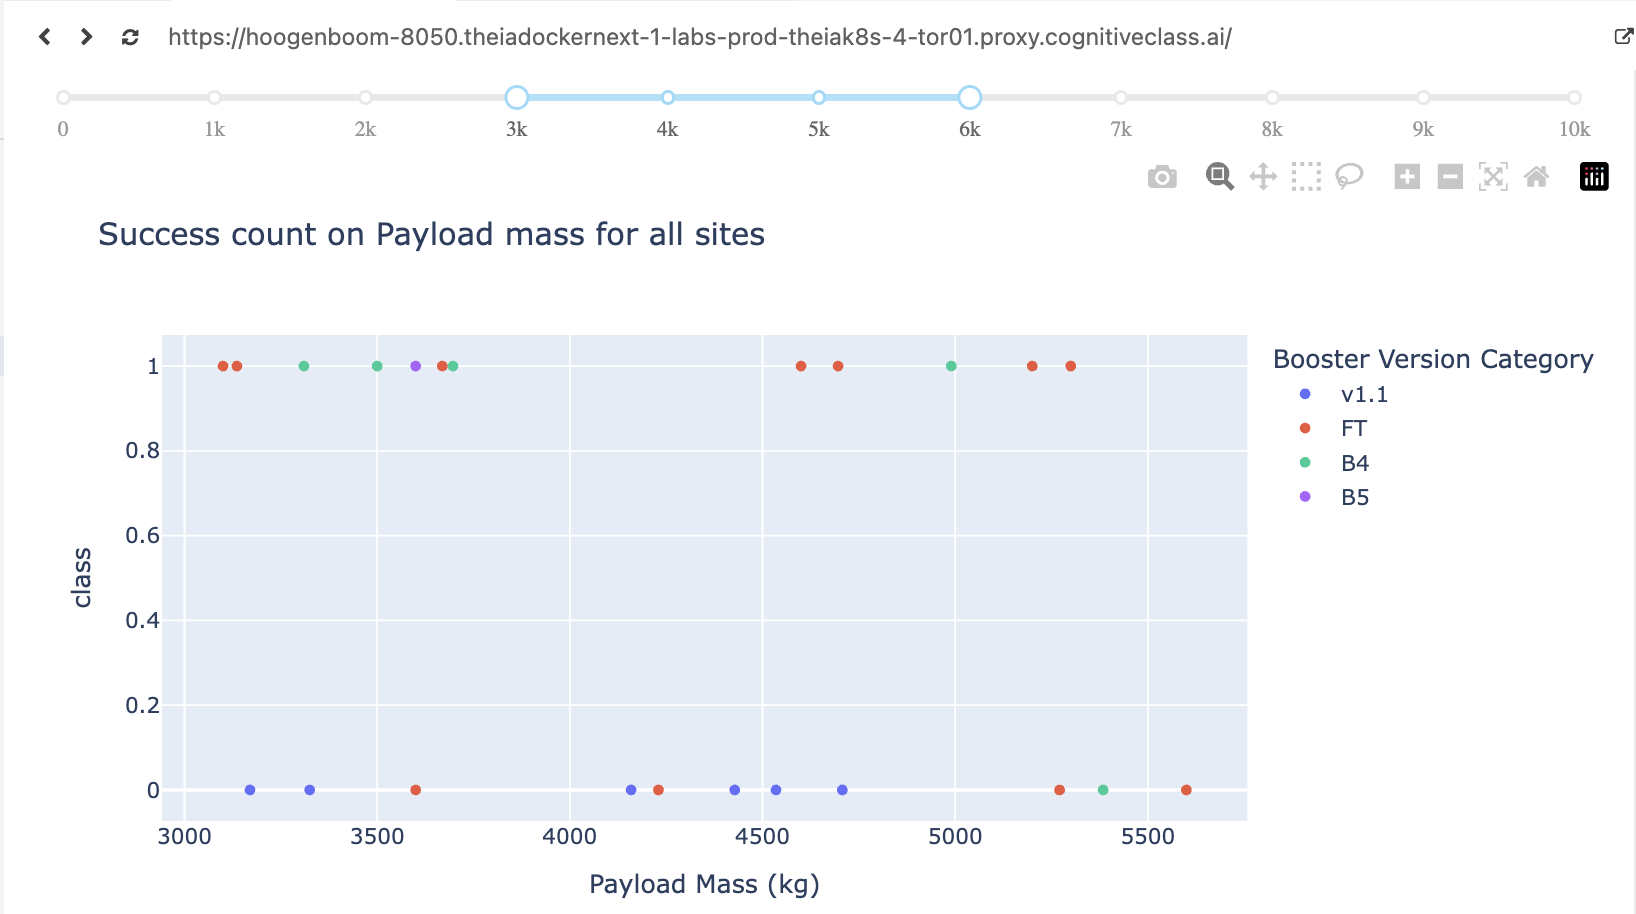 https://hoogenboom-8050.theiadockernext-1-labs-prod-theiak8s-4-tor01.proxy.cognitiveclass.ai/
0 1k 2k 3k 4k 5k 6k 7k 8k 9k 10k
Success count on Payload mass for all sites
Booster Version Category
v1.1
FT
B4
B5
class
1
0.8
0.6
0.4
0.2
0
3000 3500 4000 4500 5000 5500
Payload Mass (kg)